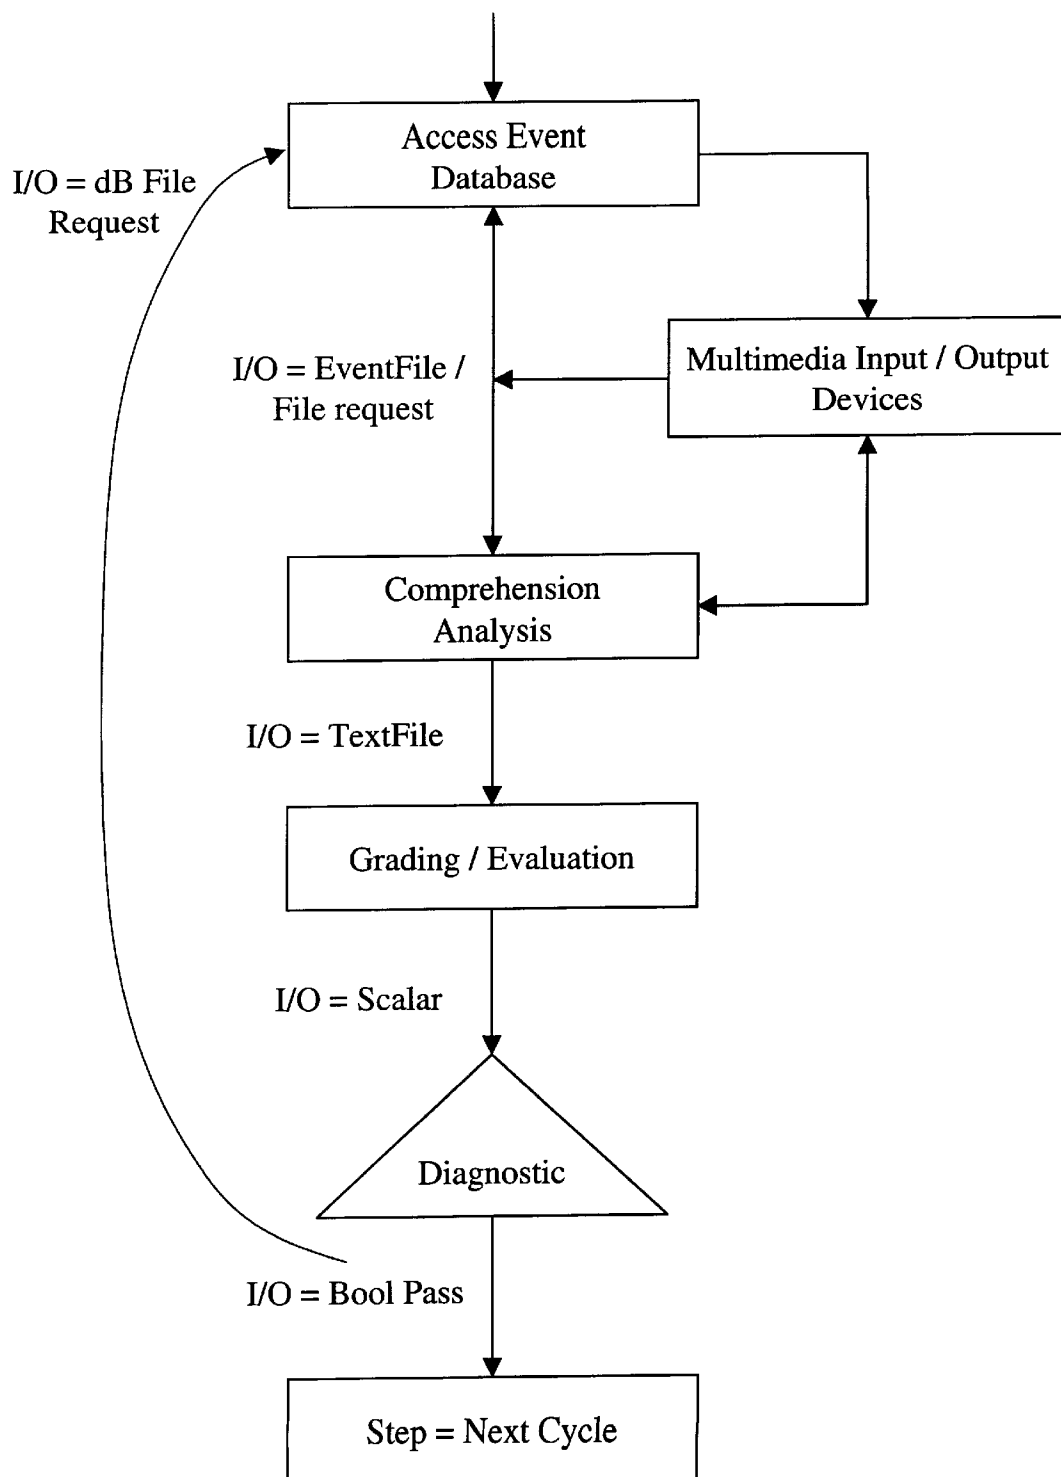 Access Event
Database
I/O = dB File
Request
Multimedia Input / Output
Devices
I/O = EventFile /
File request
Comprehension
Analysis
I/O = TextFile
Grading / Evaluation
I/O = Scalar
Diagnostic
I/O = Bool Pass
Step = Next Cycle